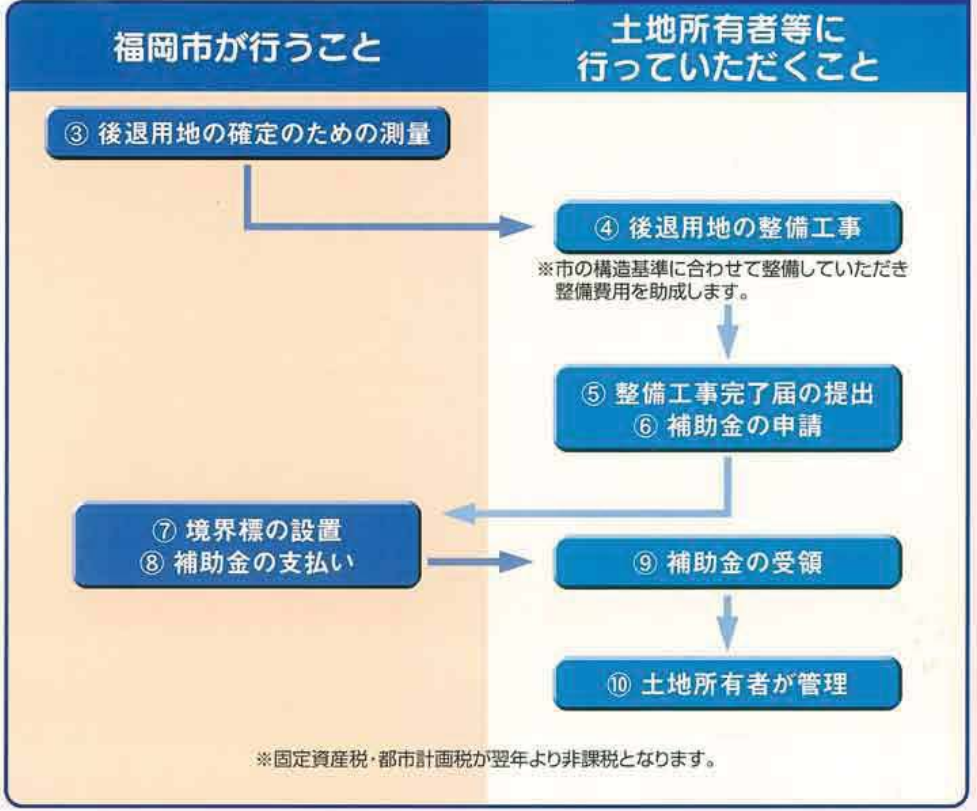 福岡市が行うこと
土地所有者等に
行っていただくこと
③ 後退用地の確定のための測量
④ 後退用地の整備工事
※市の構造基準に合わせて整備していただき
整備費用を助成します。
⑤ 整備工事完了届の提出
⑥ 補助金の申請
⑦ 境界標の設置
⑧ 補助金の支払い
⑨ 補助金の受領
⑩ 土地所有者が管理
※固定資産税・都市計画税が翌年より非課税となります。